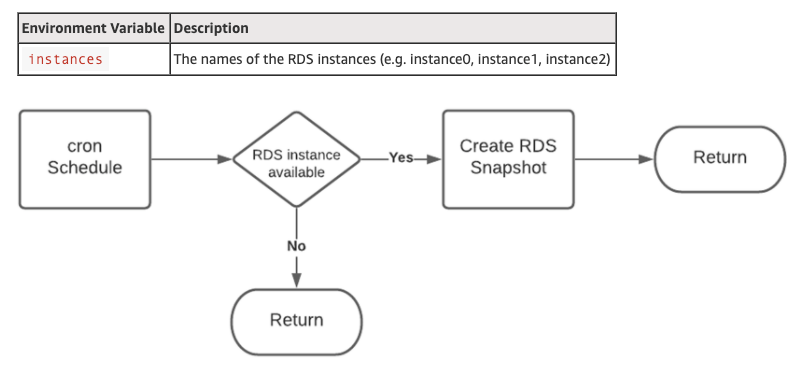 Environment Variable Description
instances The names of the RDS instances (e.g. instance0, instance1, instance2)
cron
Schedule
RDS instance
available
Yes
Create RDS
Snapshot
Return
No
Return